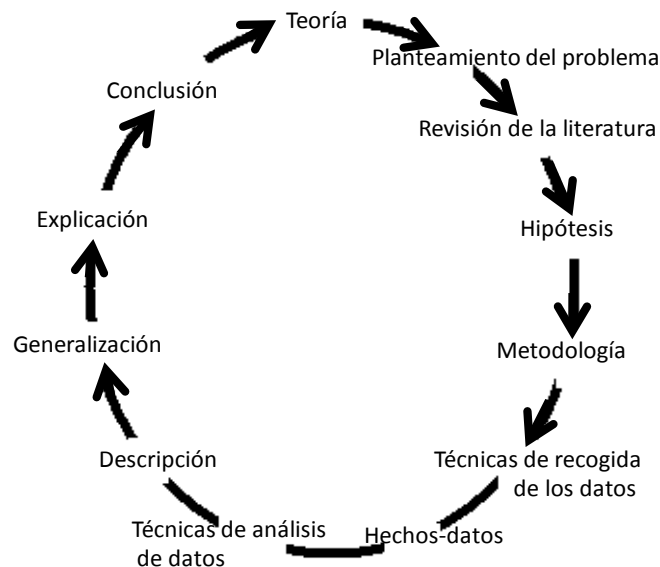 Teoría
Planteamiento del problema
Revisión de la literatura
Hipótesis
Metodología
Técnicas de recogida
de los datos
Hechos-datos
Técnicas de análisis
de datos
Descripción
Generalización
Explicación
Conclusión